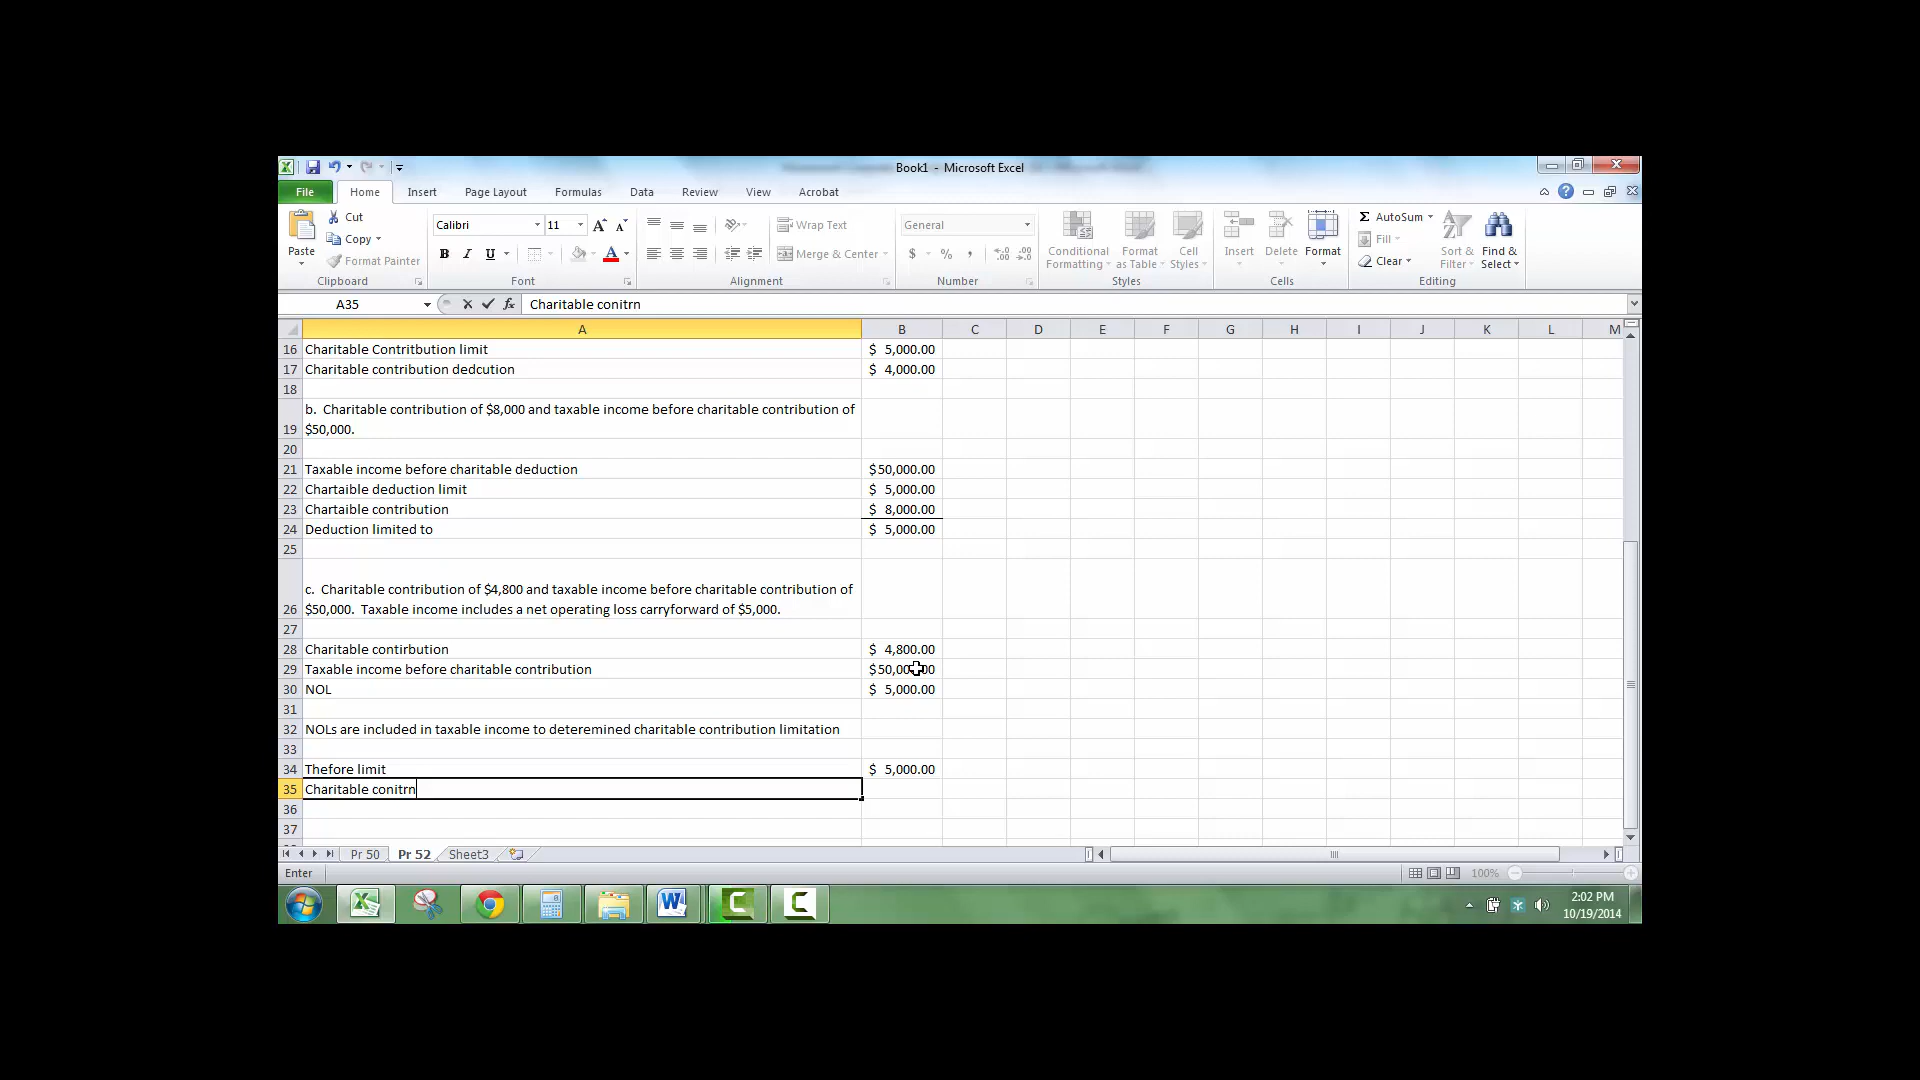 Book1 - Microsoft Excel
File Home Insert Page Layout Formulas Data Review View Acrobat
Paste
Cut
Copy
Format Painter
Clipboard
Calibri 11
B I U
Font
Wrap Text
Merge & Center
Alignment
General
$ % ,
Number
Conditional Formatting
Format as Table
Cell Styles
Styles
Insert
Delete
Format
Cells
AutoSum
Fill
Clear
Sort & Filter
Find & Select
Editing
A35 fx Charitable conitrn
A B C D E F G H I J K L M
16 Charitable Contritbution limit $ 5,000.00
17 Charitable contribution dedcution $ 4,000.00
18
b. Charitable contribution of $8,000 and taxable income before charitable contribution of
19 $50,000.
20
21 Taxable income before charitable deduction $50,000.00
22 Chartaible deduction limit $ 5,000.00
23 Chartaible contribution $ 8,000.00
24 Deduction limited to $ 5,000.00
25
c. Charitable contribution of $4,800 and taxable income before charitable contribution of
26 $50,000. Taxable income includes a net operating loss carryforward of $5,000.
27
28 Charitable contirbution $ 4,800.00
29 Taxable income before charitable contribution
30 NOL $ 5,000.00
31
32 NOLs are included in taxable income to deteremined charitable contribution limitation
33
34 Thefore limit $ 5,000.00
35 Charitable conitrn
36
37
Pr 50 Pr 52 Sheet3
Enter 100%
2:02 PM
10/19/2014